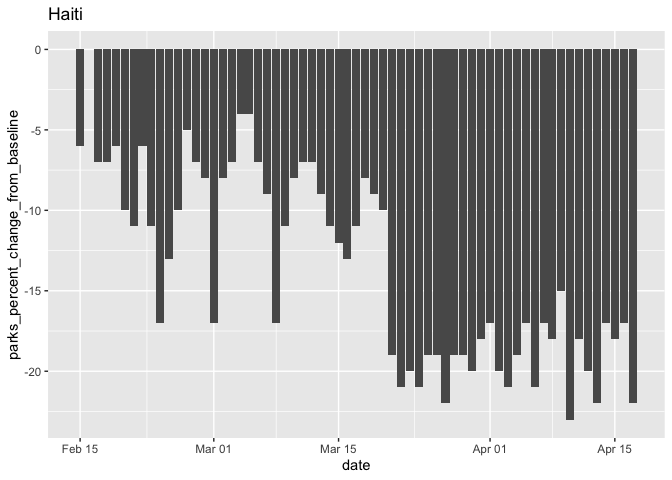 Haiti
parks_percent_change_from_baseline
0
-5
-10
-15
-20
Feb 15 Mar 01 Mar 15 Apr 01 Apr 15
date